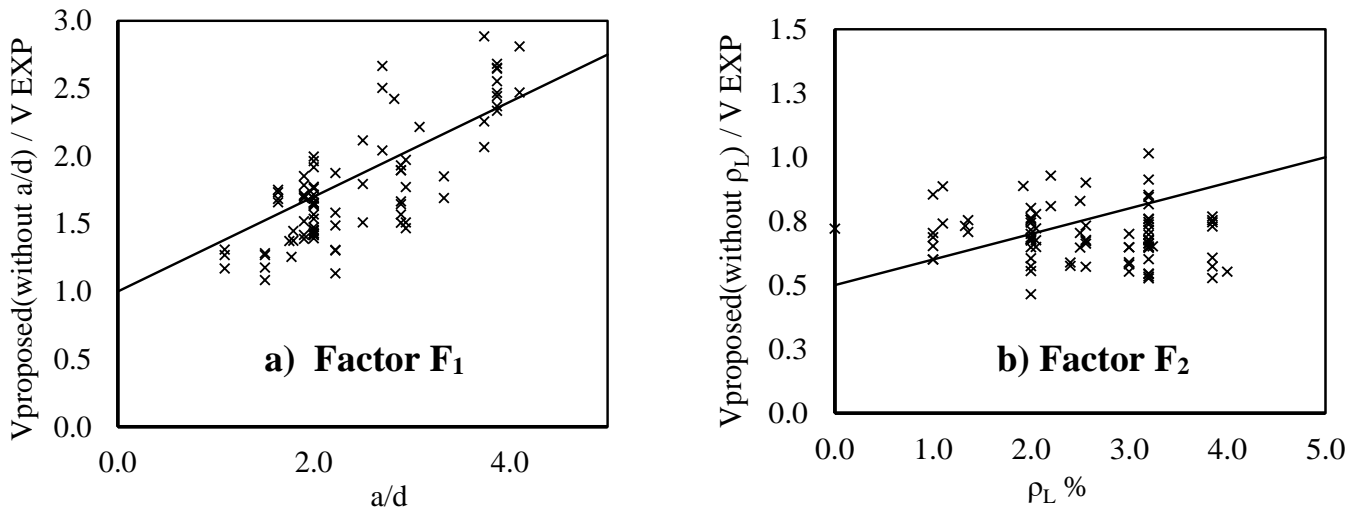 Vproposed(without a/d) / V EXP
3.0
2.5
2.0
1.5
1.0
0.5
0.0
0.0 2.0 4.0
a/d
a) Factor F₁
Vproposed(without ρL) / V EXP
1.5
1.3
1.0
0.8
0.5
0.3
0.0
0.0 1.0 2.0 3.0 4.0 5.0
ρL %
b) Factor F₂